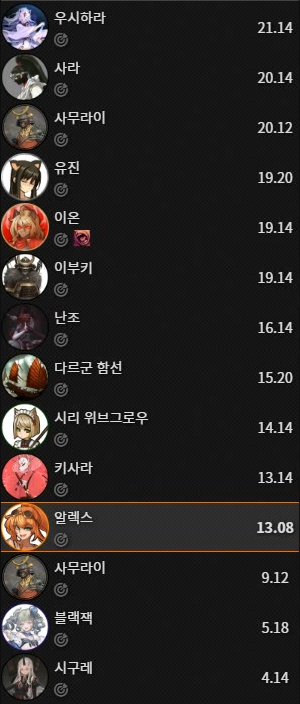 우시하라
21.14
사라
20.14
사무라이
20.12
유진
19.20
이온
19.14
이부키
19.14
난조
16.14
다르군 함선
15.20
시리 위브그로우
14.14
키사라
13.14
알렉스
13.08
사무라이
9.12
블랙잭
5.18
시구레
4.14